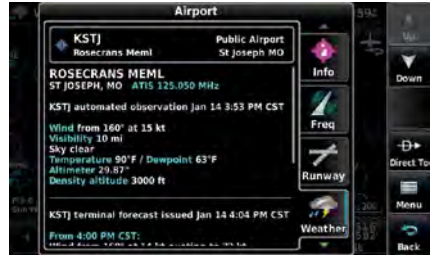 Airport
KSTJ
Public Airport
Rosecrans Meml
St Joseph MO
ROSECRANS MEML
ST JOSEPH, MO ATIS 125.050 MHz
KSTJ automated observation Jan 14 3:53 PM CST
Wind from 160° at 15 kt
Visibility 10 mi
Sky clear
Temperature 90°F / Dewpoint 63°F
Altimeter 29.87"
Density altitude 3000 ft
KSTJ terminal forecast issued Jan 14 4:04 PM CST
From 4:00 PM CST:
Info
Freq
Runway
Weather
Up
Down
Direct To
Menu
Back